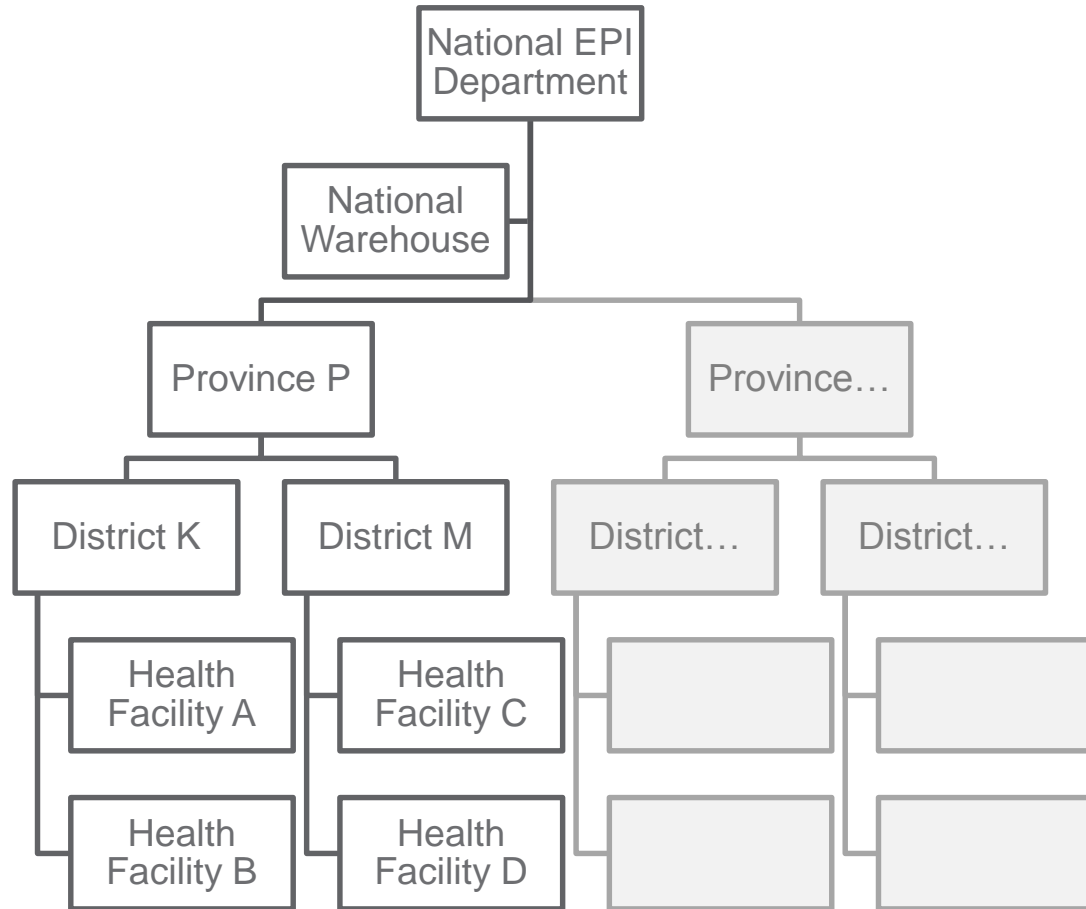 National EPI
Department
National
Warehouse
Province P
Province…
District K
District M
District…
District…
Health
Facility A
Health
Facility C
Health
Facility B
Health
Facility D